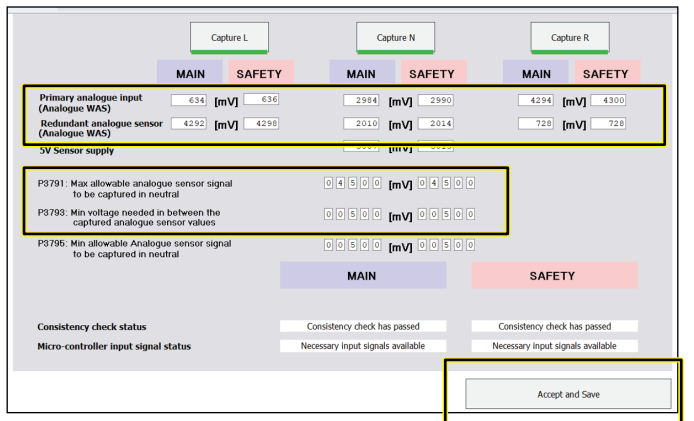 Capture L Capture N Capture R
MAIN SAFETY MAIN SAFETY MAIN SAFETY
Primary analogue input 634 [mV] 636 2984 [mV] 2990 4294 [mV] 4300
(Analogue WAS)
Redundant analogue sensor 4292 [mV] 4298 2010 [mV] 2014 728 [mV] 728
(Analogue WAS)
5V Sensor supply [mV]
P3791: Max allowable analogue sensor signal 04500 [mV] 04500
to be captured in neutral
P3793: Min voltage needed in between the 00500 [mV] 00500
captured analogue sensor values
P3795: Min allowable Analogue sensor signal 00500 [mV] 00500
to be captured in neutral
MAIN SAFETY
Consistency check status Consistency check has passed Consistency check has passed
Micro-controller input signal status Necessary input signals available Necessary input signals available
Accept and Save